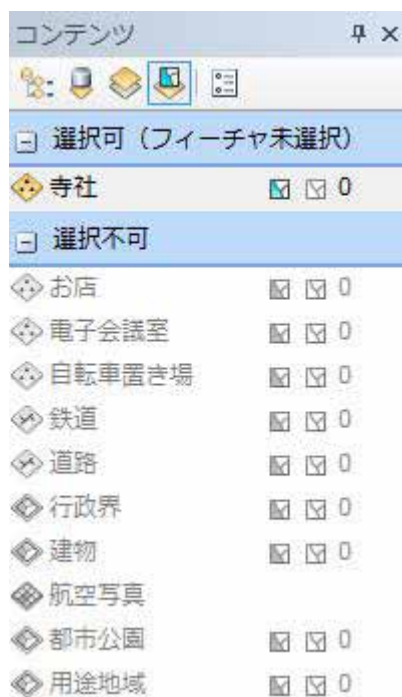 コンテンツ
選択可（フィーチャ未選択）
寺社 0
選択不可
お店 0
電子会議室 0
自転車置き場 0
鉄道 0
道路 0
行政界 0
建物 0
航空写真
都市公園 0
用途地域 0